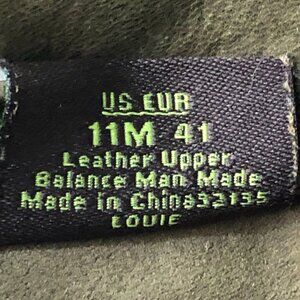 US EUR
11M 41
Leather Upper
Balance Man Made
Made in China32135
LOUIE